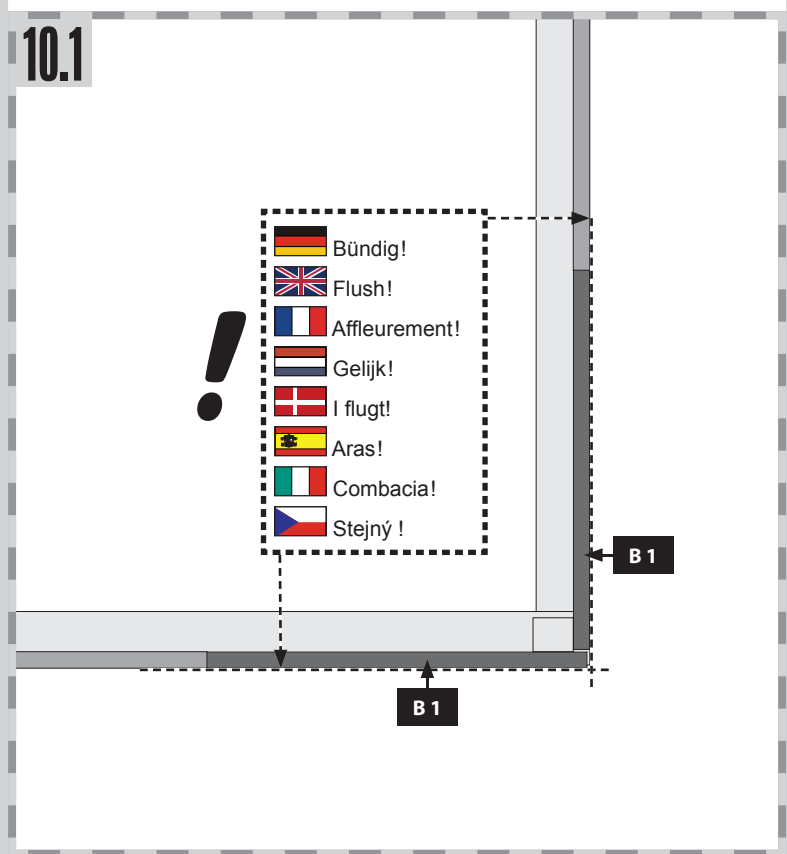 10.1
Bündig!
Flush!
Affleurement!
Gelijk!
I flugt!
Aras!
Combacia!
Stejný !
B 1
B 1